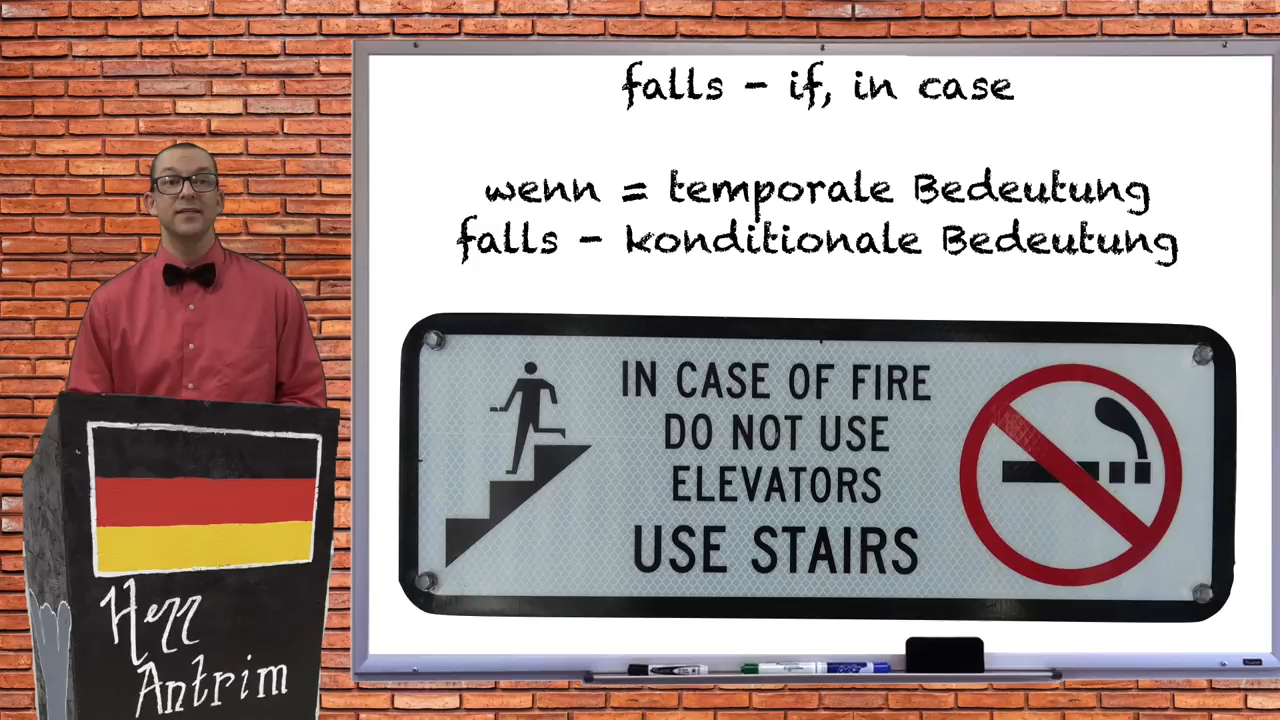 falls - if, in case
wenn = temporale Bedeutung
falls - konditionale Bedeutung
IN CASE OF FIRE
DO NOT USE
ELEVATORS
USE STAIRS
Herr
Antrim